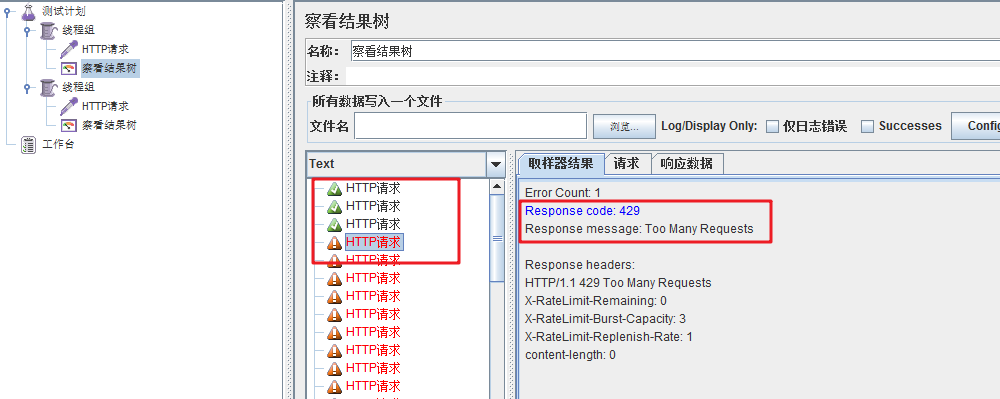 测试计划
线程组
HTTP请求
察看结果树
线程组
HTTP请求
察看结果树
工作台
察看结果树
名称： 察看结果树
注释：
所有数据写入一个文件
文件名 浏览... Log/Display Only: 仅日志错误 Successes Config
Text
HTTP请求
HTTP请求
HTTP请求
HTTP请求
HTTP请求
HTTP请求
HTTP请求
HTTP请求
HTTP请求
HTTP请求
HTTP请求
HTTP请求
取样器结果 请求 响应数据
Error Count: 1
Response code: 429
Response message: Too Many Requests
Response headers:
HTTP/1.1 429 Too Many Requests
X-RateLimit-Remaining: 0
X-RateLimit-Burst-Capacity: 3
X-RateLimit-Replenish-Rate: 1
content-length: 0